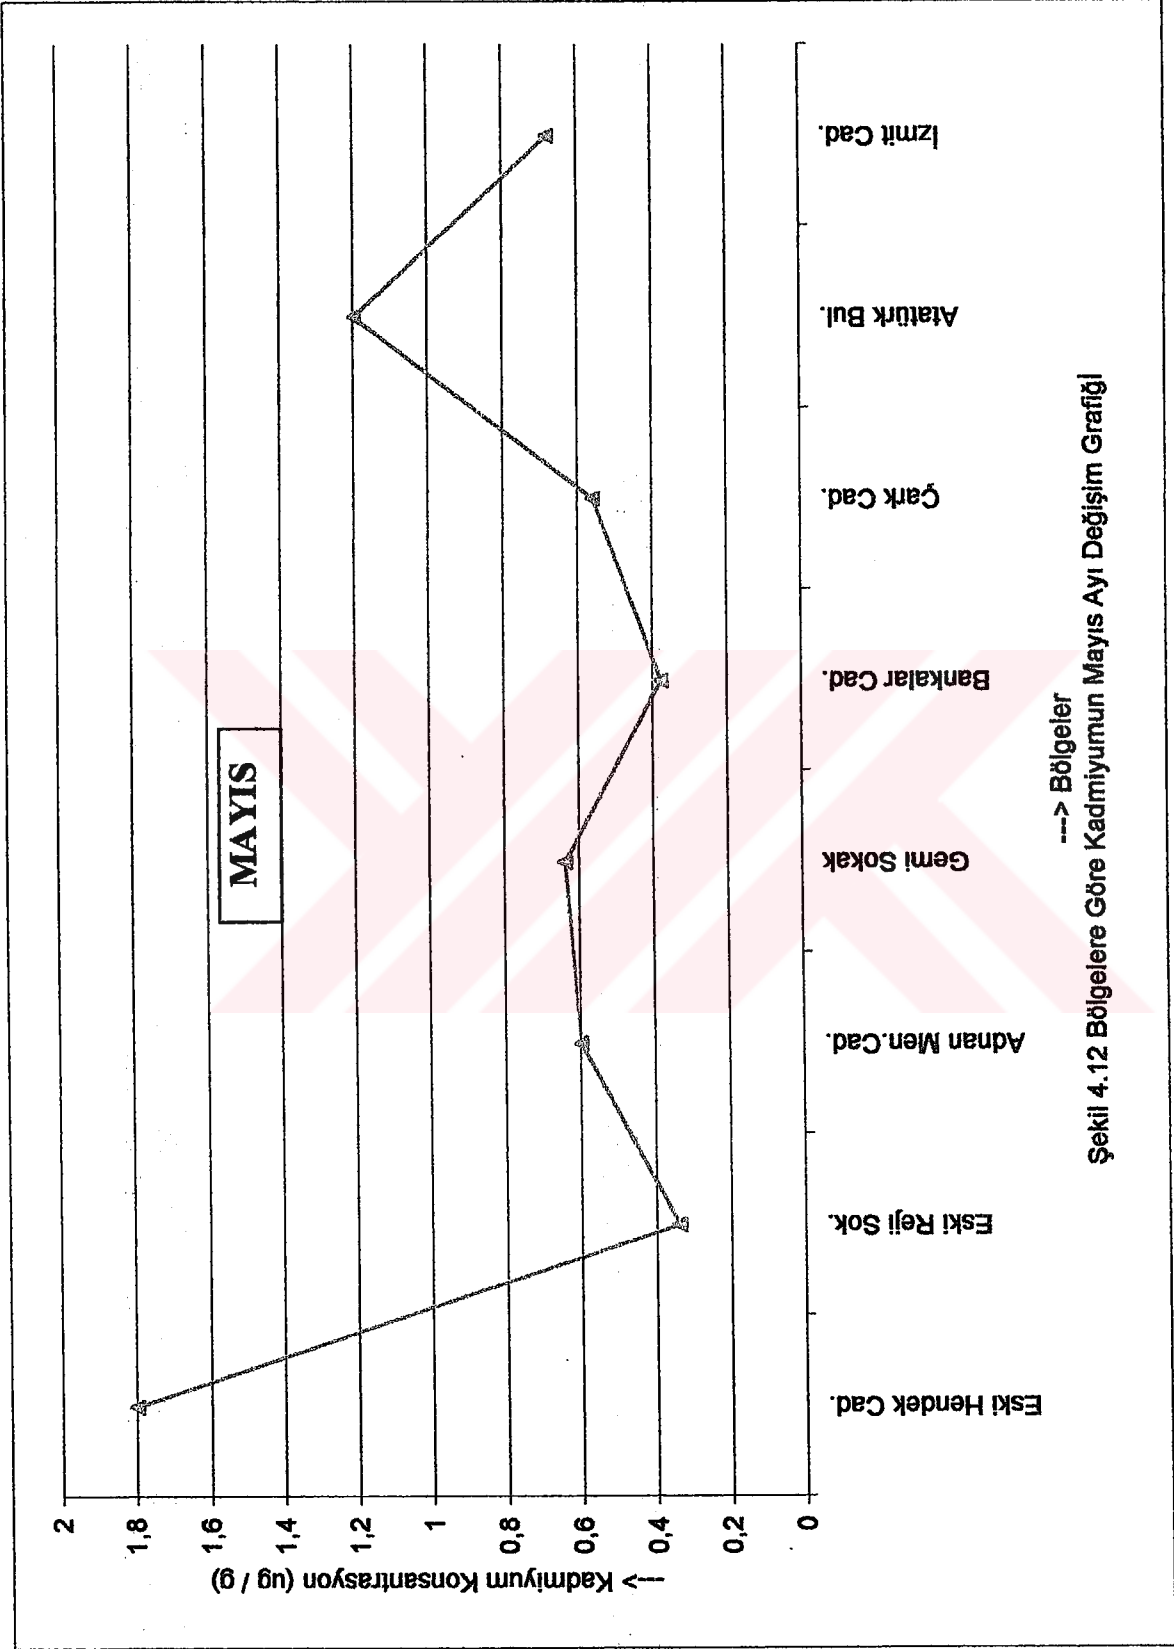 MAYIS
---> Kadmiyum Konsantrasyon (ug / g)
2
1,8
1,6
1,4
1,2
1
0,8
0,6
0,4
0,2
0
Eski Hendek Cad.
Eski Reji Sok.
Adnan Men.Cad.
Gemi Sokak
Bankalar Cad.
Çark Cad.
Atatürk Bul.
İzmit Cad.
---> Bölgeler
Şekil 4.12 Bölgelere Göre Kadmiyumun Mayıs Ayı Değişim Grafiği